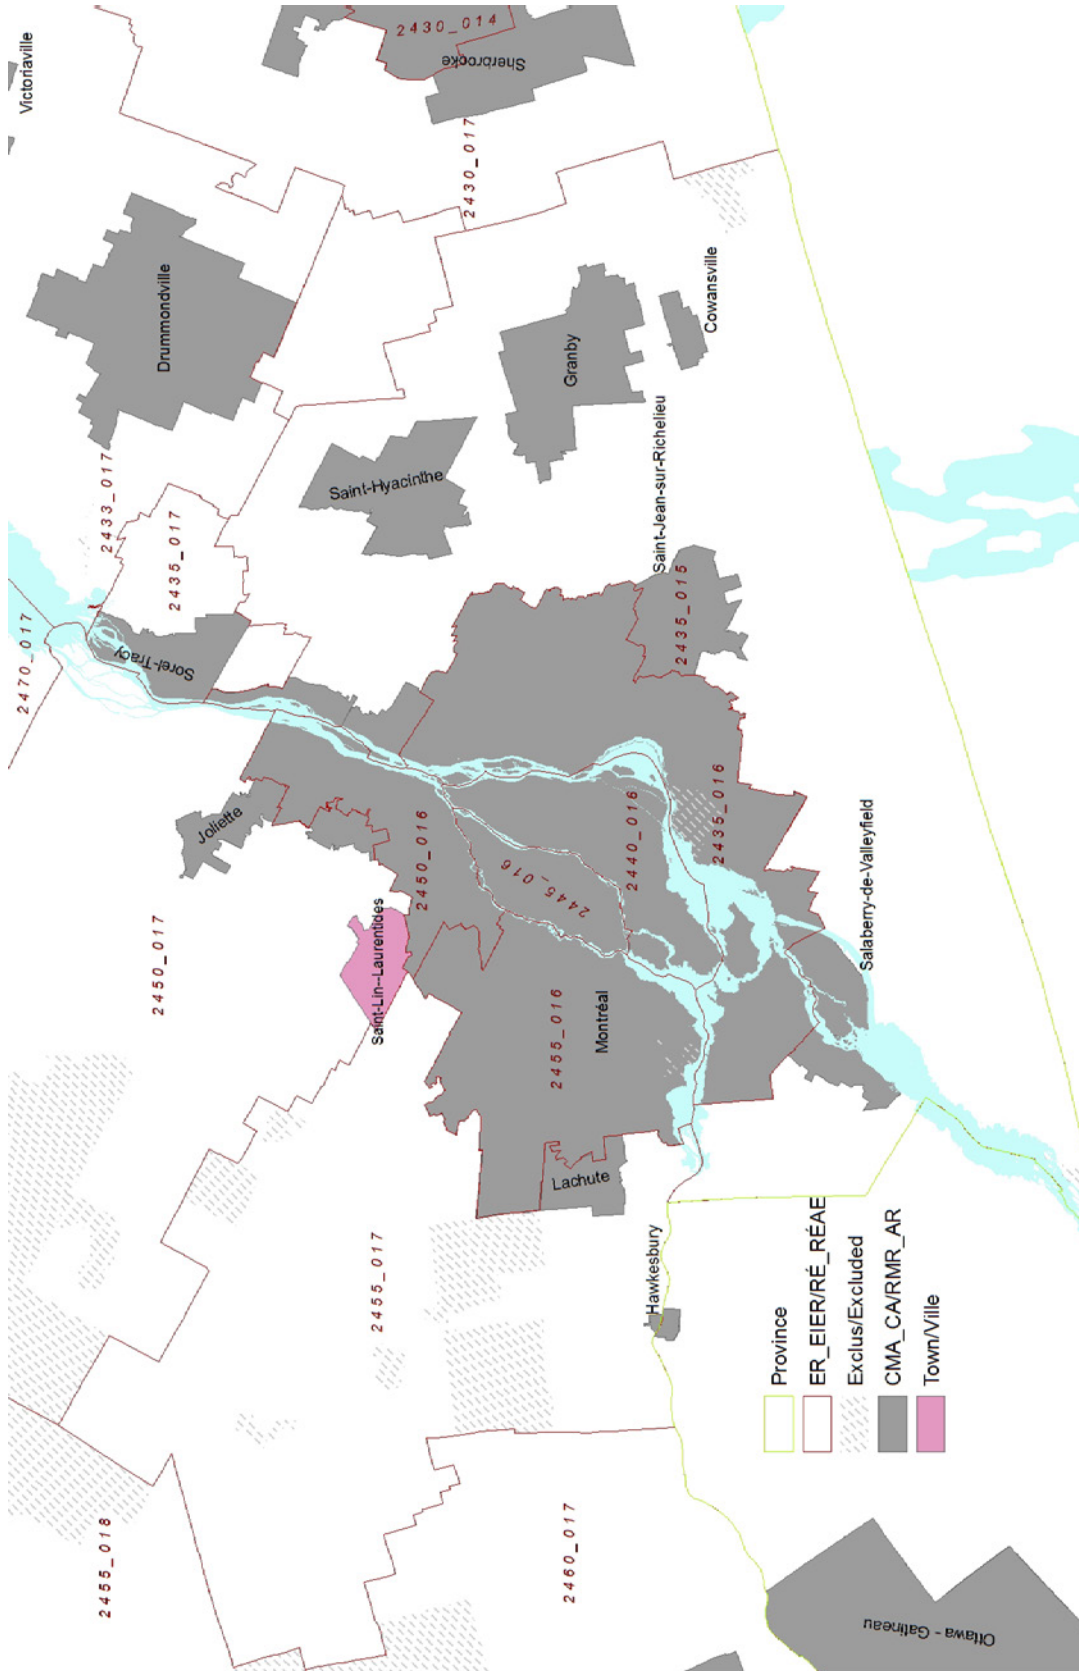 Victoriaville
2430_014
Sherbrooke
2430_017
Drummondville
Granby
Cowansville
Saint-Jean-sur-Richelieu
Saint-Hyacinthe
2433_017
2435_017
2435_015
2470_017
Sorel-Tracy
Joliette
2450_016
2445_016
2440_016
2435_016
Salaberry-de-Valleyfield
2450_017
Saint-Lin--Laurentides
2455_016
Montréal
Lachute
2455_017
Hawkesbury
2455_018
2460_017
Ottawa - Gatineau
Province
ER_EIER/RÉ_RÉAE
Exclus/Excluded
CMA_CA/RMR_AR
Town/Ville